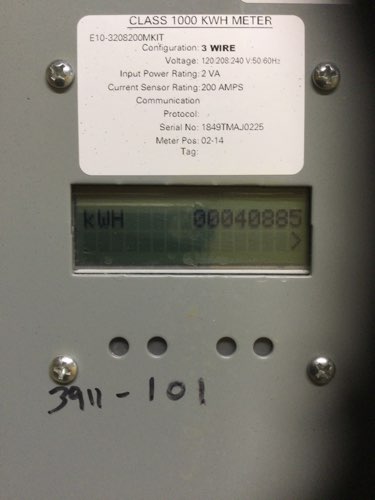 CLASS 1000 KWH METER
E10-3208200MKIT
Configuration: 3 WIRE
Voltage: 120:208:240 V:50:60Hz
Input Power Rating: 2 VA
Current Sensor Rating: 200 AMPS
Communication
Protocol:
Serial No: 1849TMAJ0225
Meter Pos: 02-14
Tag:
kWH 00040885
>
3911-101